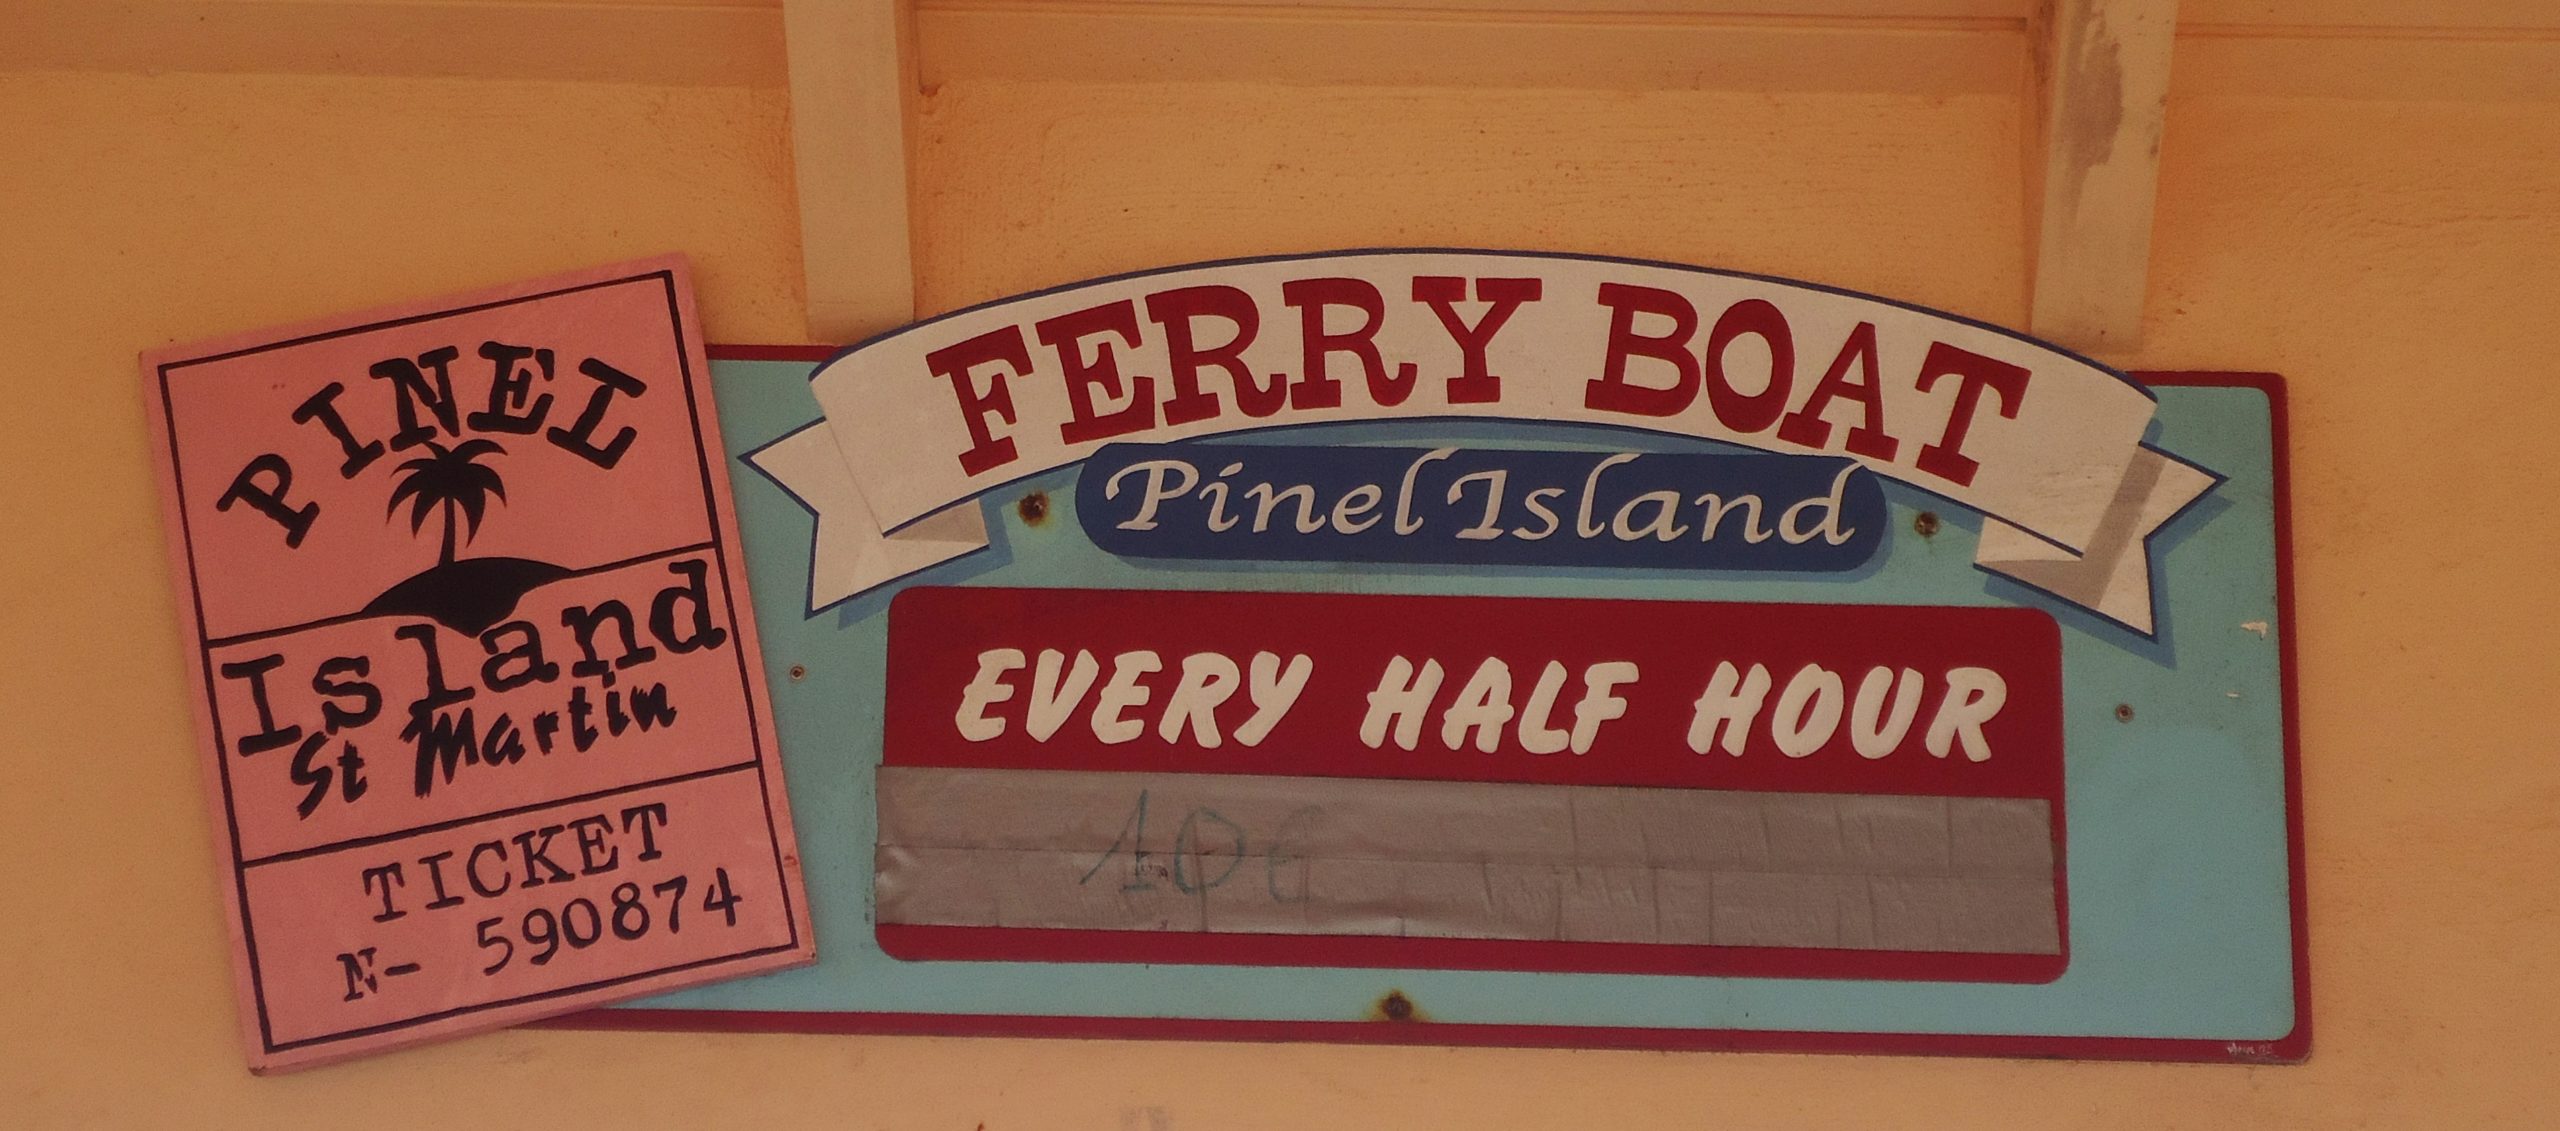 PINEL
Island
St Martin
TICKET
N- 590874
FERRY BOAT
Pinel Island
EVERY HALF HOUR
10€